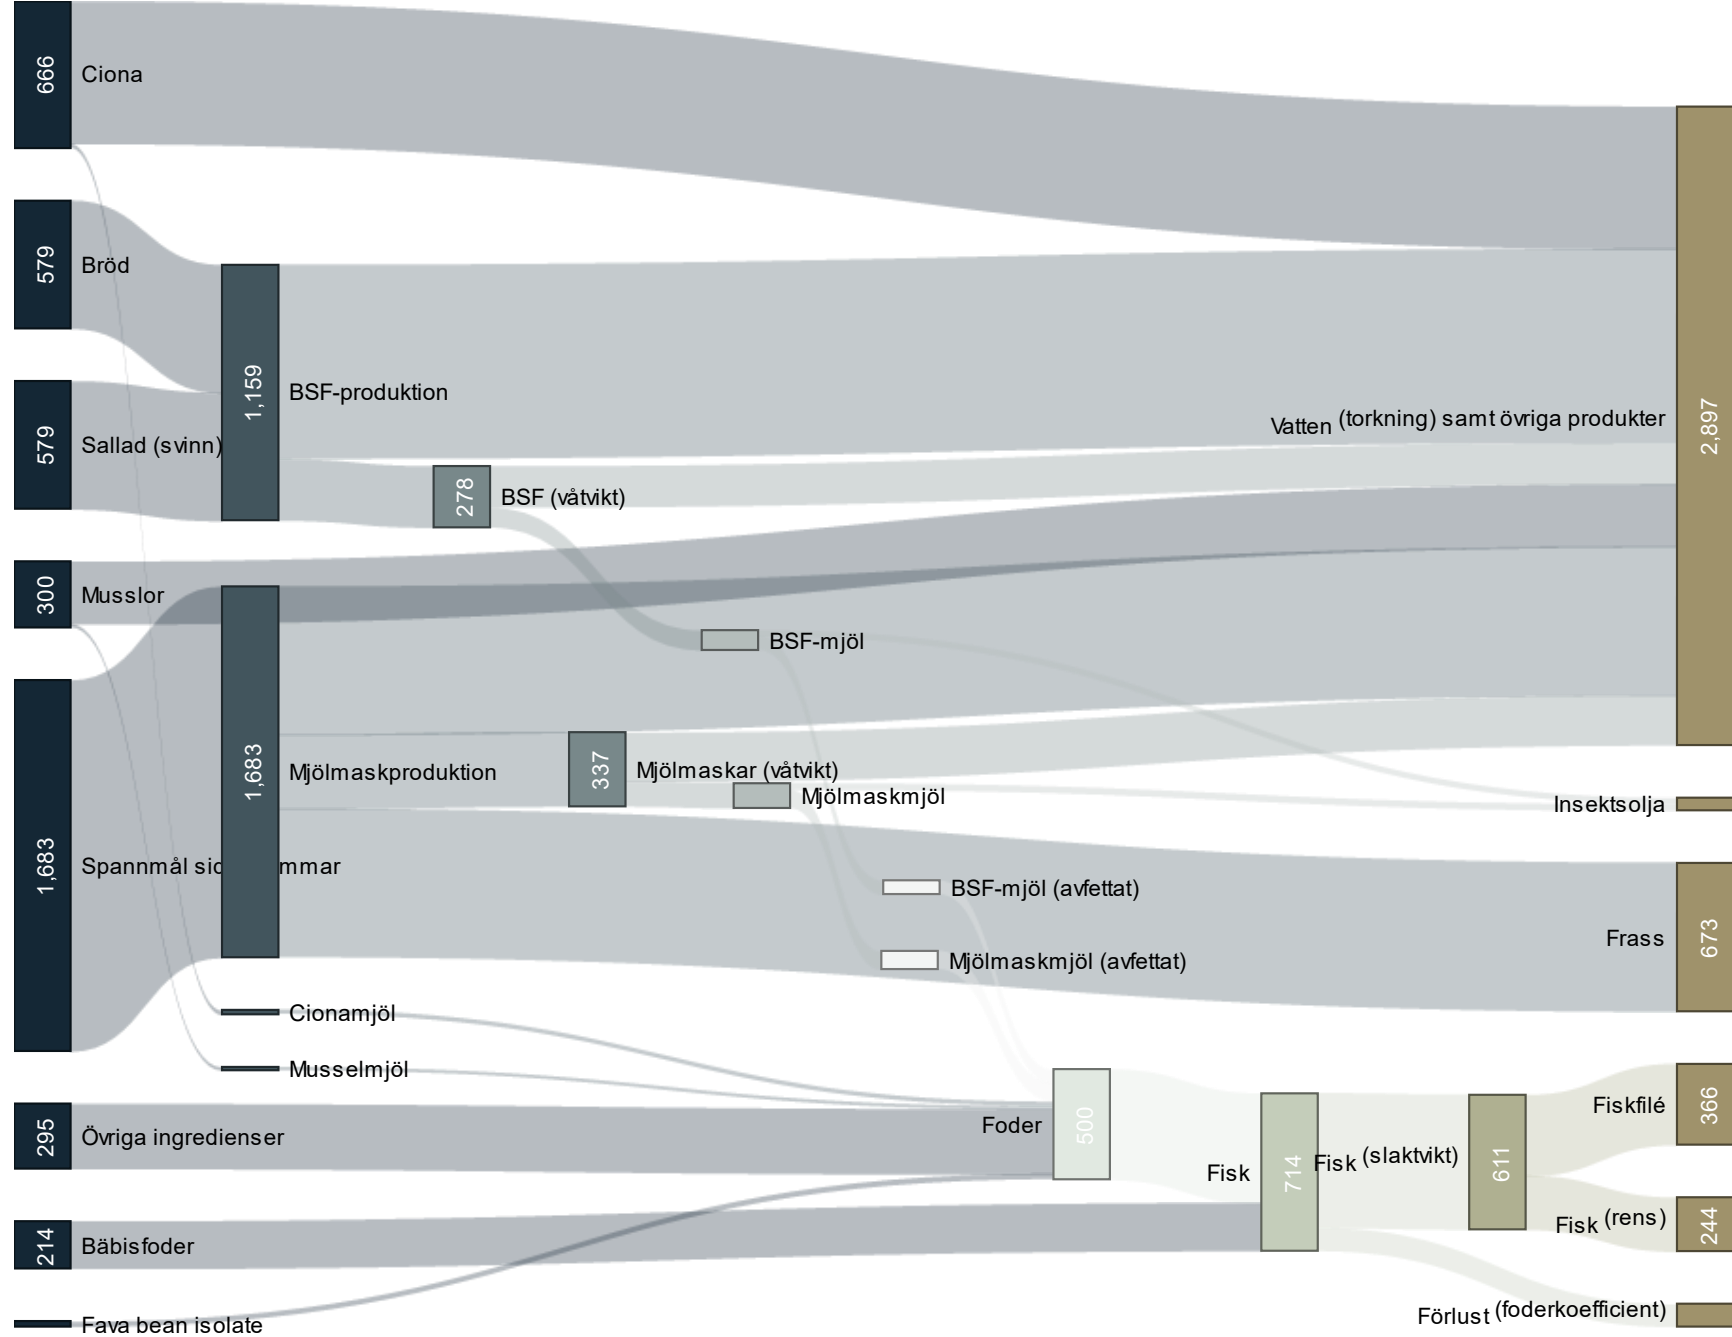 666
Ciona
579
Bröd
579
Sallad (svinn)
1,159
BSF-produktion
278
BSF (våtvikt)
Vatten (torkning) samt övriga produkter
2,897
300
Musslor
BSF-mjöl
1,683
Mjölmaskproduktion
337
Mjölmaskar (våtvikt)
Mjölmaskmjöl
Insektsolja
1,683
Spannmål
BSF-mjöl (avfettat)
Frass
673
Mjölmaskmjöl (avfettat)
Cionamjöl
Musselmjöl
295
Övriga ingredienser
Foder
500
Fisk
714
Fisk (slaktvikt)
611
Fiskfilé
366
Fisk (rens)
244
214
Bäbisfoder
Förlust (foderkoefficient)
Fava bean isolate